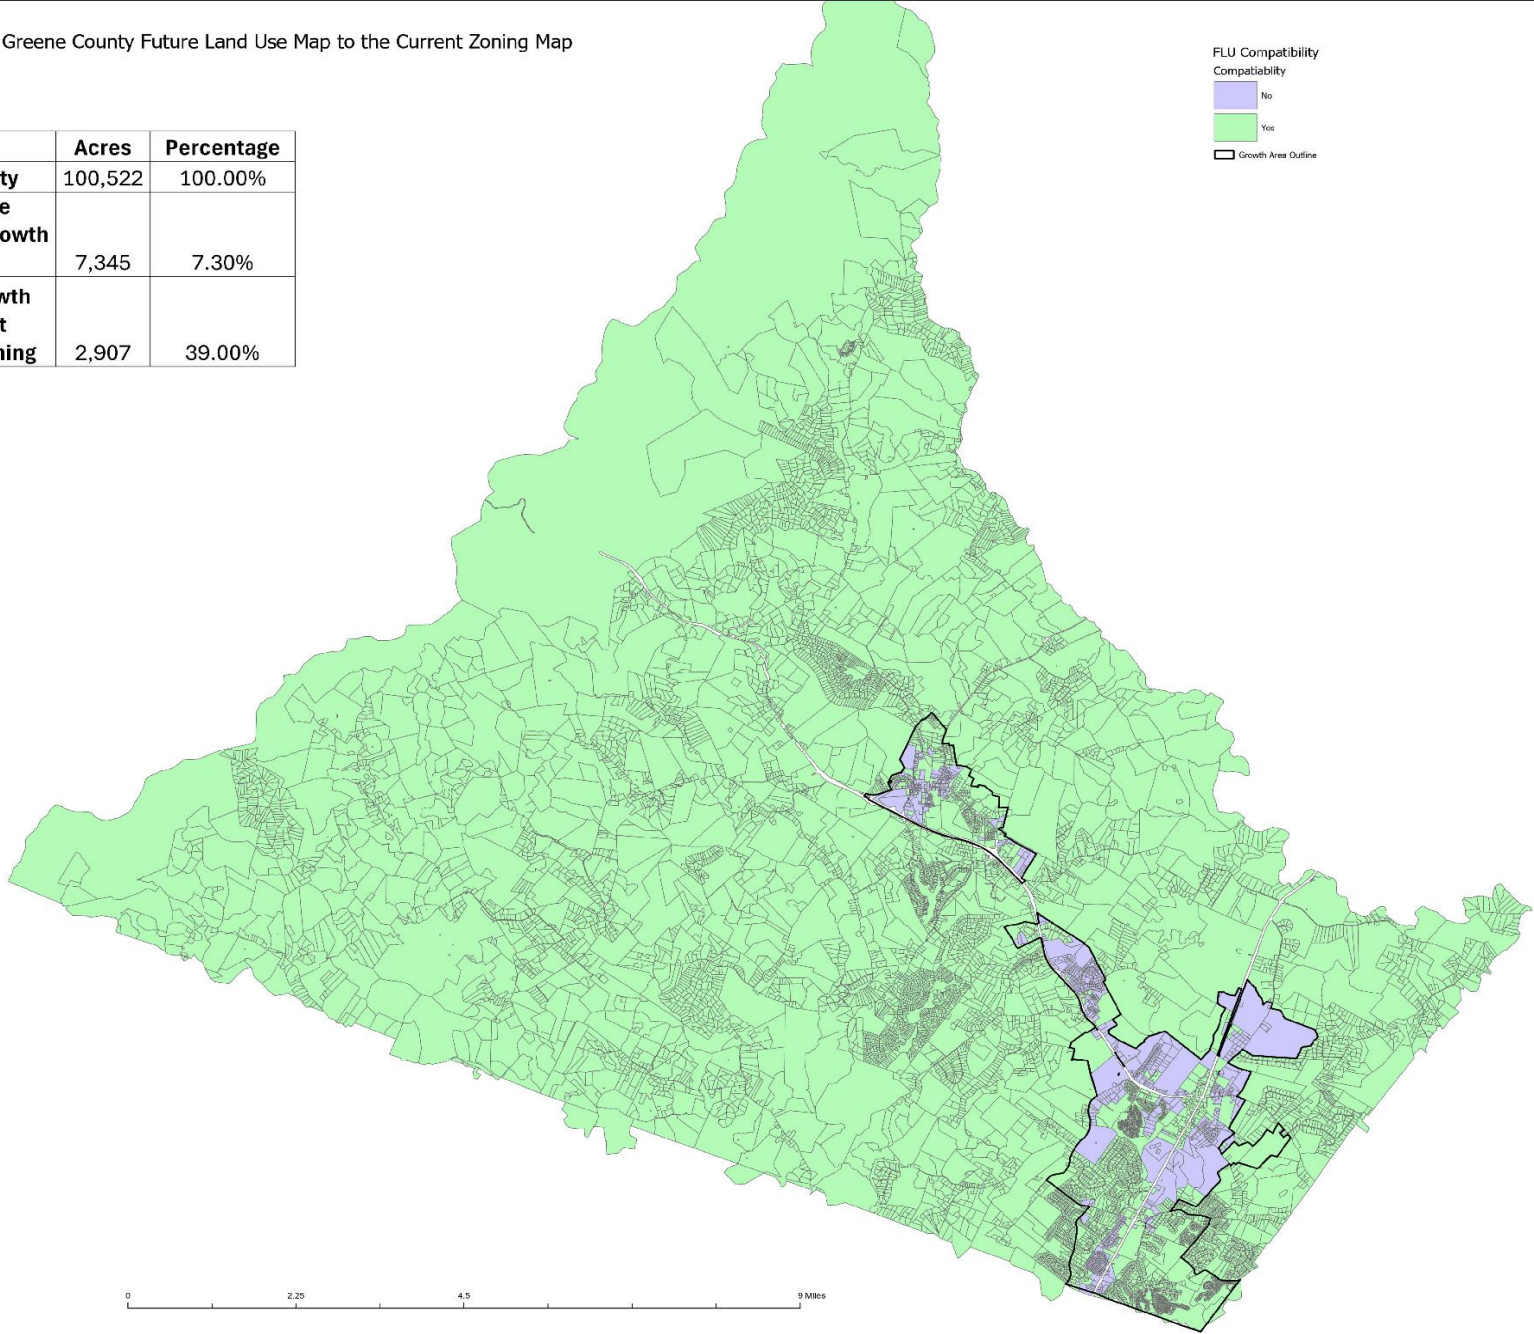 Greene County Future Land Use Map to the Current Zoning Map
FLU Compatibility
Compatiablity
No
Yes
Growth Area Outline
Acres Percentage
ty 100,522 100.00%
e
owth
7,345 7.30%
wth
t
ning 2,907 39.00%
0 2.25 4.5 9 Miles